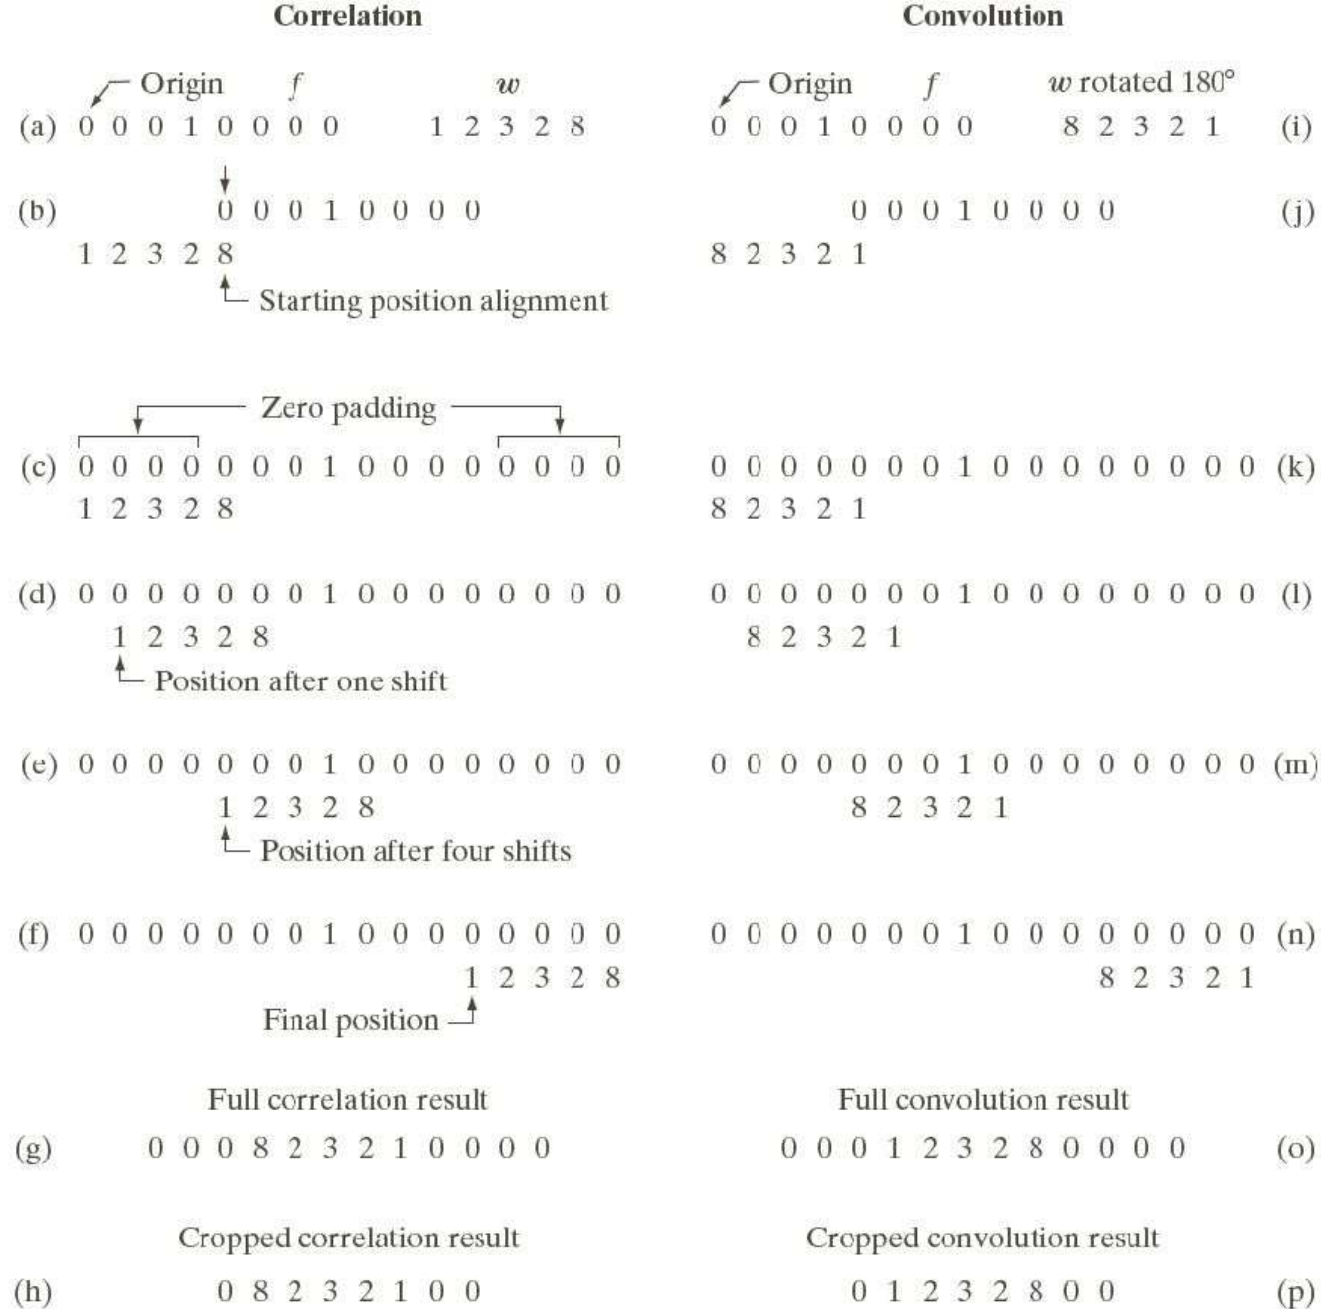 Correlation Convolution
Origin f w Origin f w rotated 180°
(a) 0 0 0 1 0 0 0 0 1 2 3 2 8 0 0 0 1 0 0 0 0 8 2 3 2 1 (i)
(b) 0 0 0 1 0 0 0 0 0 0 0 1 0 0 0 0 (j)
1 2 3 2 8 8 2 3 2 1
Starting position alignment
Zero padding
(c) 0 0 0 0 0 0 0 1 0 0 0 0 0 0 0 0 0 0 0 0 0 0 0 1 0 0 0 0 0 0 0 0 (k)
1 2 3 2 8 8 2 3 2 1
(d) 0 0 0 0 0 0 0 1 0 0 0 0 0 0 0 0 0 0 0 0 0 0 0 1 0 0 0 0 0 0 0 0 (l)
1 2 3 2 8 8 2 3 2 1
Position after one shift
(e) 0 0 0 0 0 0 0 1 0 0 0 0 0 0 0 0 0 0 0 0 0 0 0 1 0 0 0 0 0 0 0 0 (m)
1 2 3 2 8 8 2 3 2 1
Position after four shifts
(f) 0 0 0 0 0 0 0 1 0 0 0 0 0 0 0 0 0 0 0 0 0 0 0 1 0 0 0 0 0 0 0 0 (n)
1 2 3 2 8 8 2 3 2 1
Final position
Full correlation result Full convolution result
(g) 0 0 0 8 2 3 2 1 0 0 0 0 0 0 0 1 2 3 2 8 0 0 0 0 (o)
Cropped correlation result Cropped convolution result
(h) 0 8 2 3 2 1 0 0 0 1 2 3 2 8 0 0 (p)